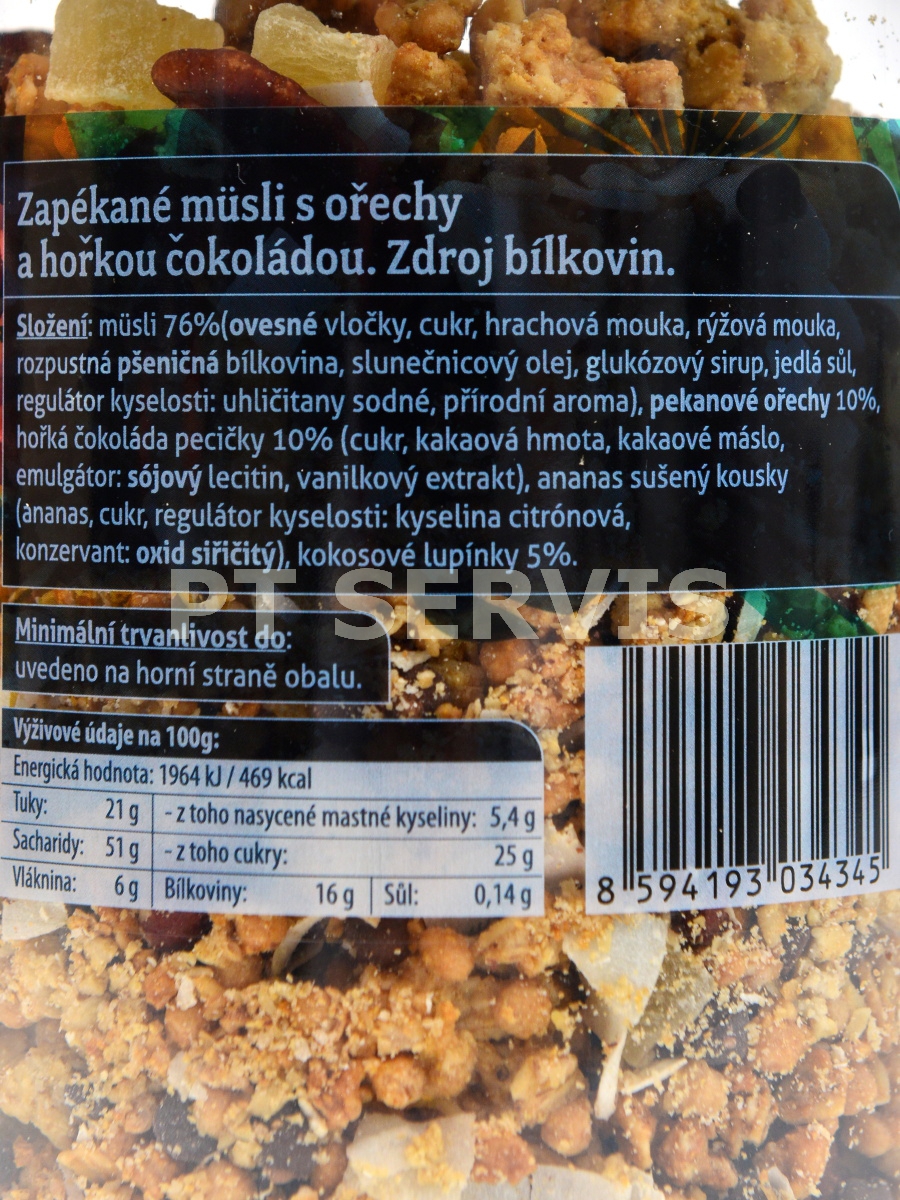 Zapékané müsli s ořechy
a hořkou čokoládou. Zdroj bílkovin.
Složení: müsli 76%(ovesné vločky, cukr, hrachová mouka, rýžová mouka,
rozpustná pšeničná bílkovina, slunečnicový olej, glukózový sirup, jedlá sůl,
regulátor kyselosti: uhličitany sodné, přírodní aroma), pekanové ořechy 10%,
hořká čokoláda pecičky 10% (cukr, kakaová hmota, kakaové máslo,
emulgátor: sójový lecitin, vanilkový extrakt), ananas sušený kousky
(ananas, cukr, regulátor kyselosti: kyselina citrónová,
konzervant: oxid siřičitý), kokosové lupínky 5%.
PT SERVIS
Minimální trvanlivost do:
uvedeno na horní straně obalu.
Výživové údaje na 100g:
Energická hodnota: 1964 kJ / 469 kcal
Tuky: 21 g - z toho nasycené mastné kyseliny: 5,4 g
Sacharidy: 51 g - z toho cukry: 25 g
Vláknina: 6 g Bílkoviny: 16 g Sůl: 0,14 g
8 594193 034345